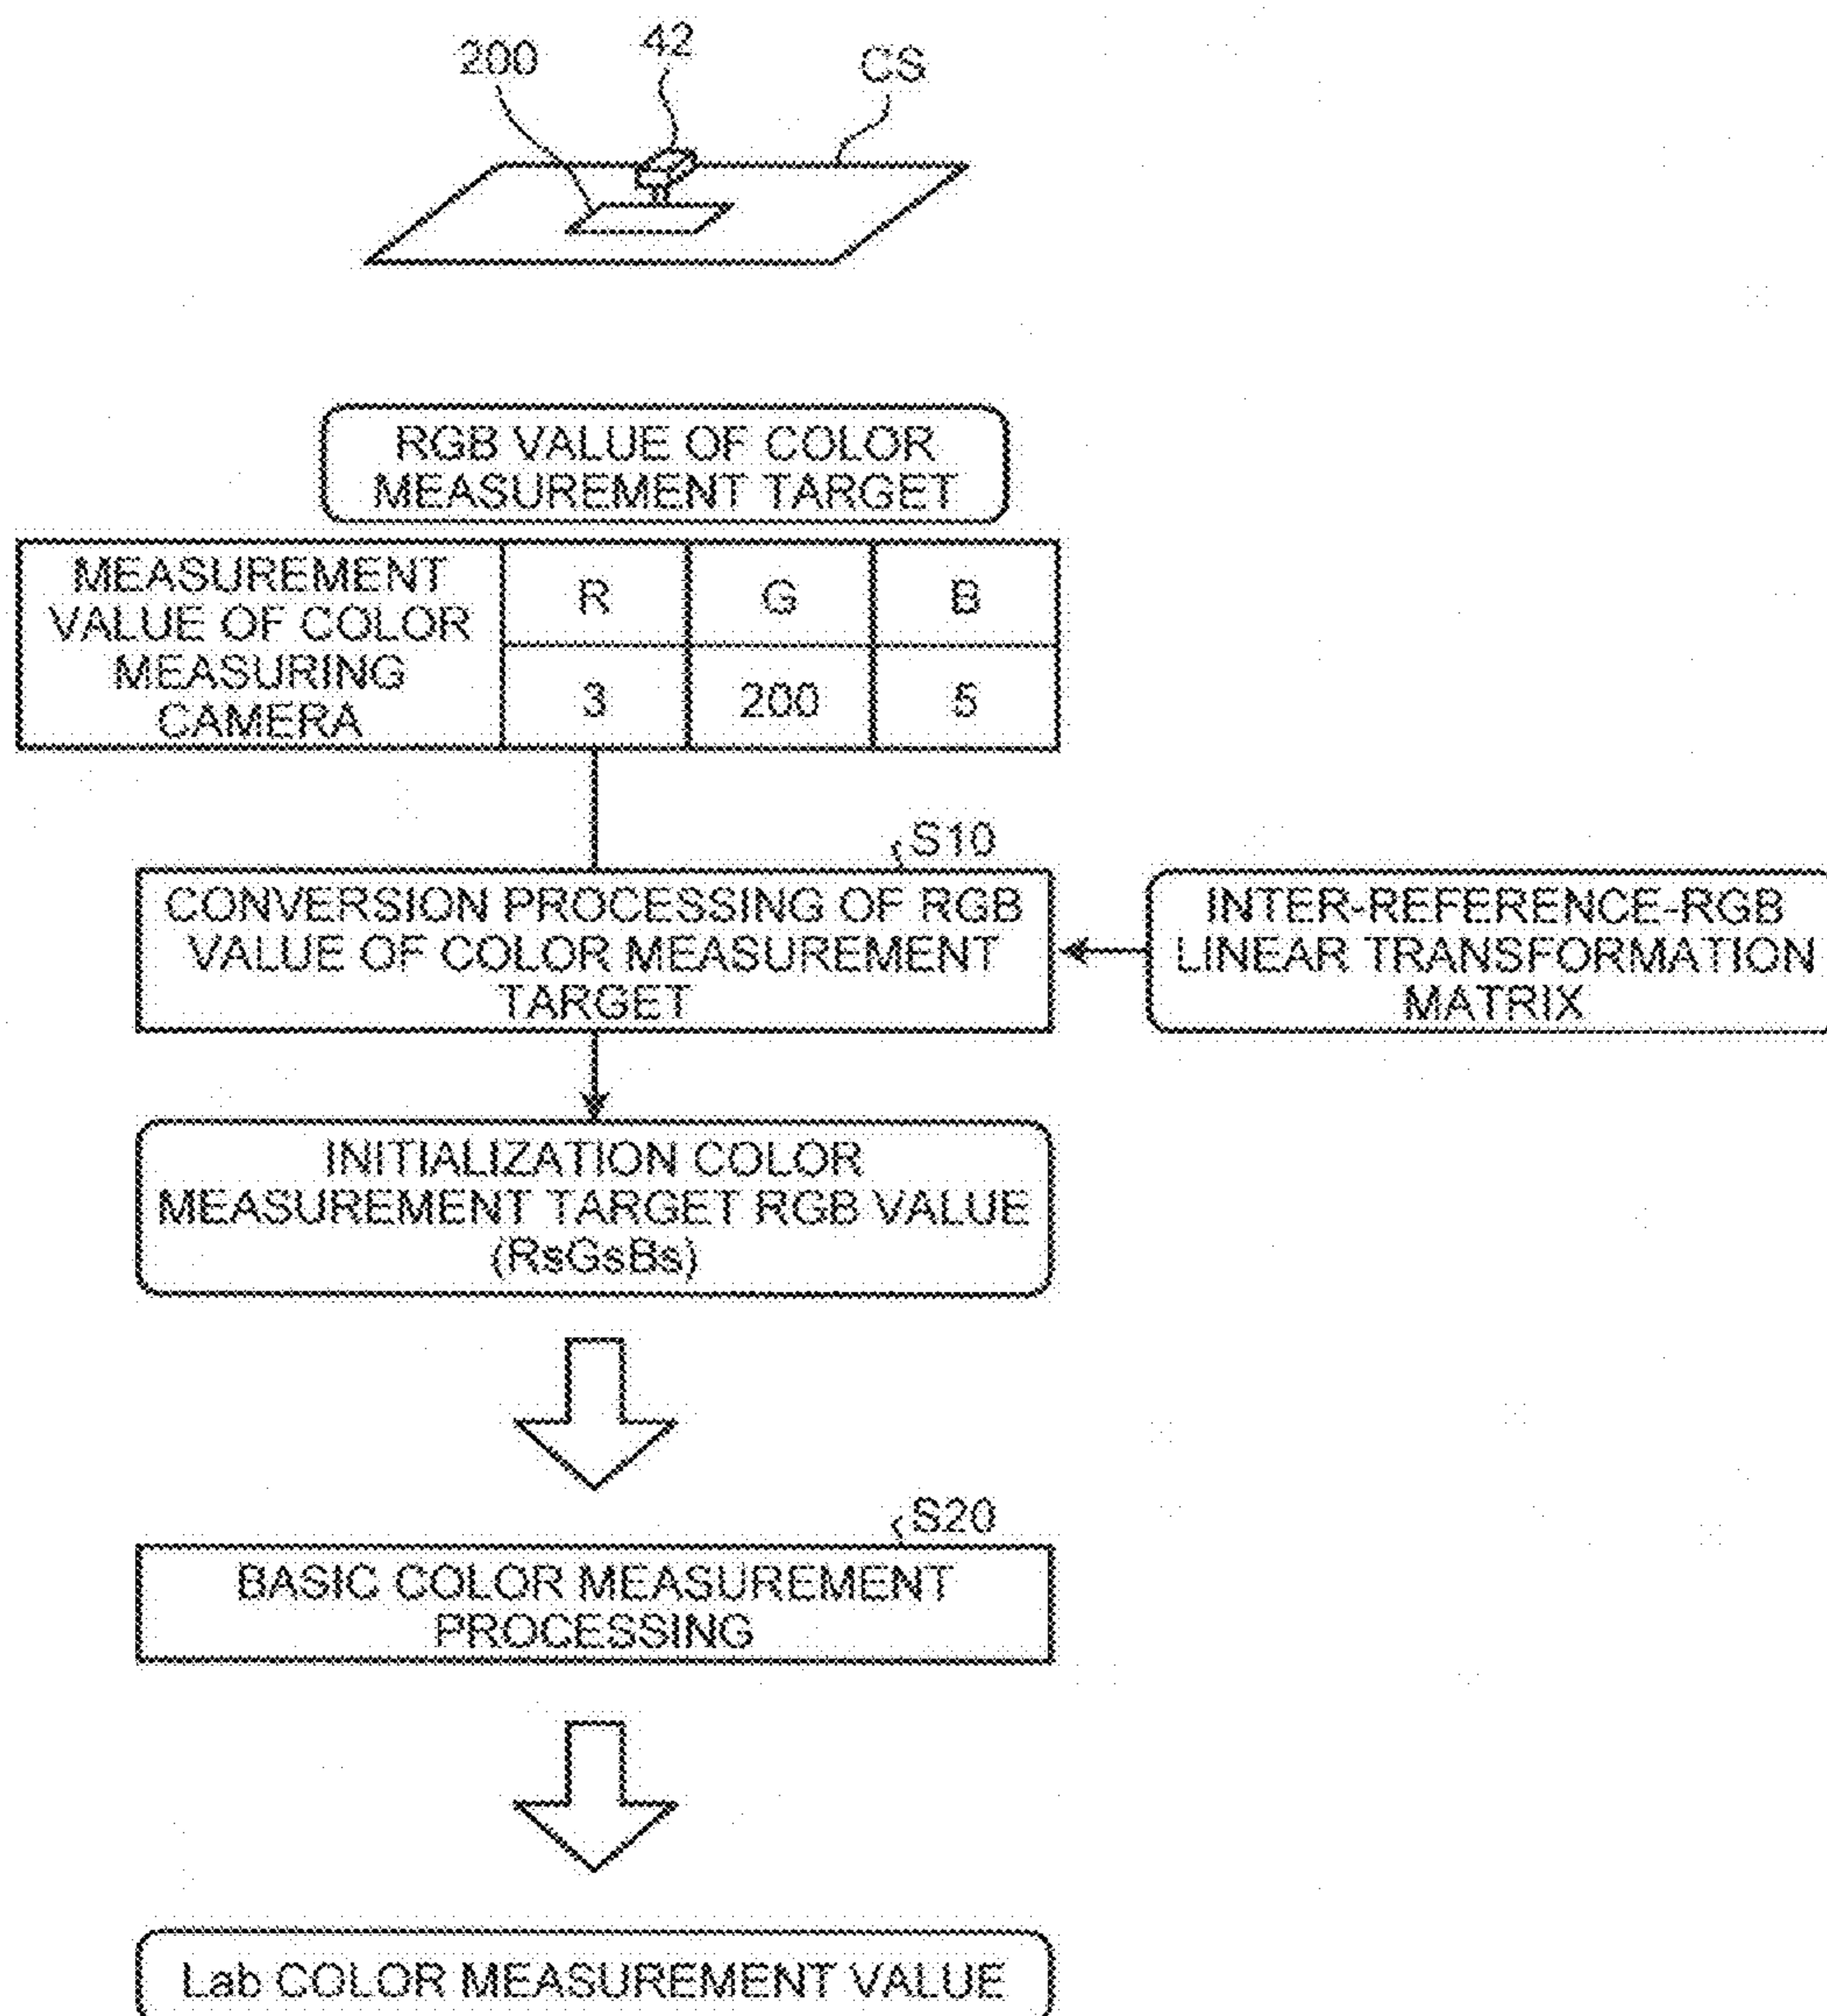 200
42
CS
RGB VALUE OF COLOR
MEASUREMENT TARGET
MEASUREMENT
VALUE OF COLOR
MEASURING
CAMERA
R
G
B
3
200
5
S10
CONVERSION PROCESSING OF RGB
VALUE OF COLOR MEASUREMENT
TARGET
INTER-REFERENCE-RGB
LINEAR TRANSFORMATION
MATRIX
INITIALIZATION COLOR
MEASUREMENT TARGET RGB VALUE
(RsGsBs)
S20
BASIC COLOR MEASUREMENT
PROCESSING
Lab COLOR MEASUREMENT VALUE